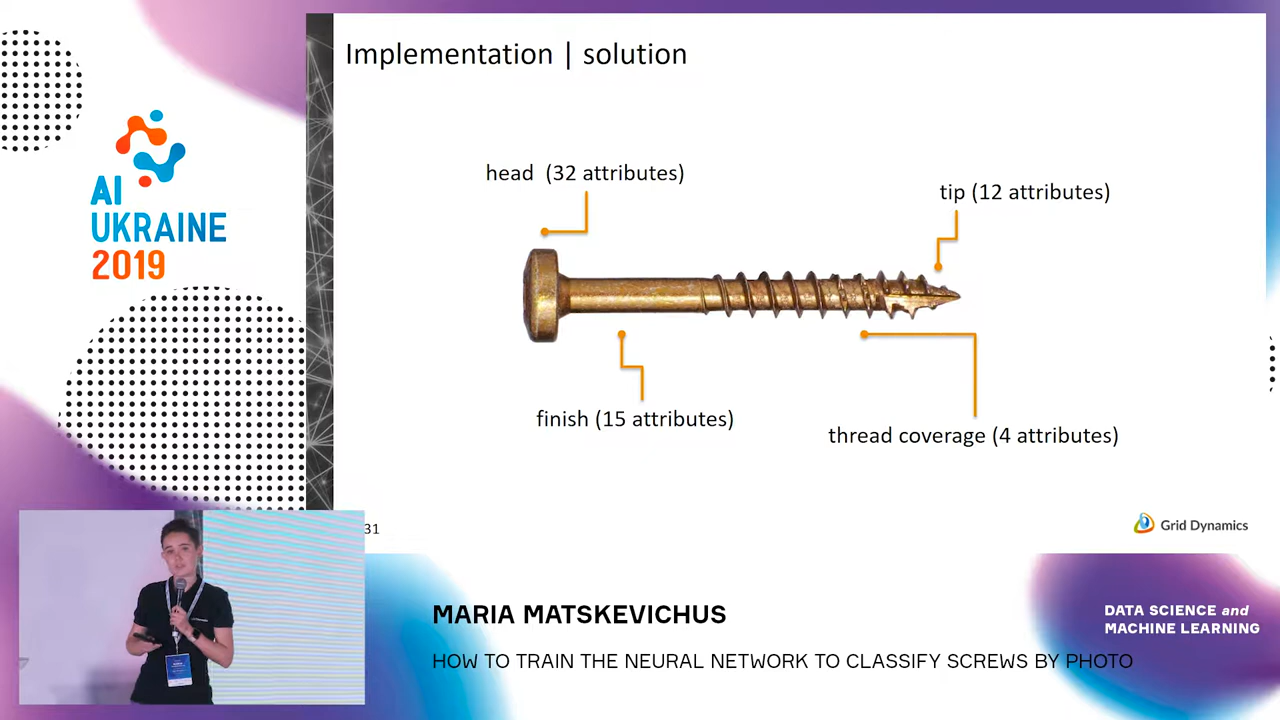 Implementation | solution
head (32 attributes)
tip (12 attributes)
AI
UKRAINE
2019
finish (15 attributes)
thread coverage (4 attributes)
31
Grid Dynamics
MARIA MATSKEVICHUS
HOW TO TRAIN THE NEURAL NETWORK TO CLASSIFY SCREWS BY PHOTO
DATA SCIENCE and
MACHINE LEARNING